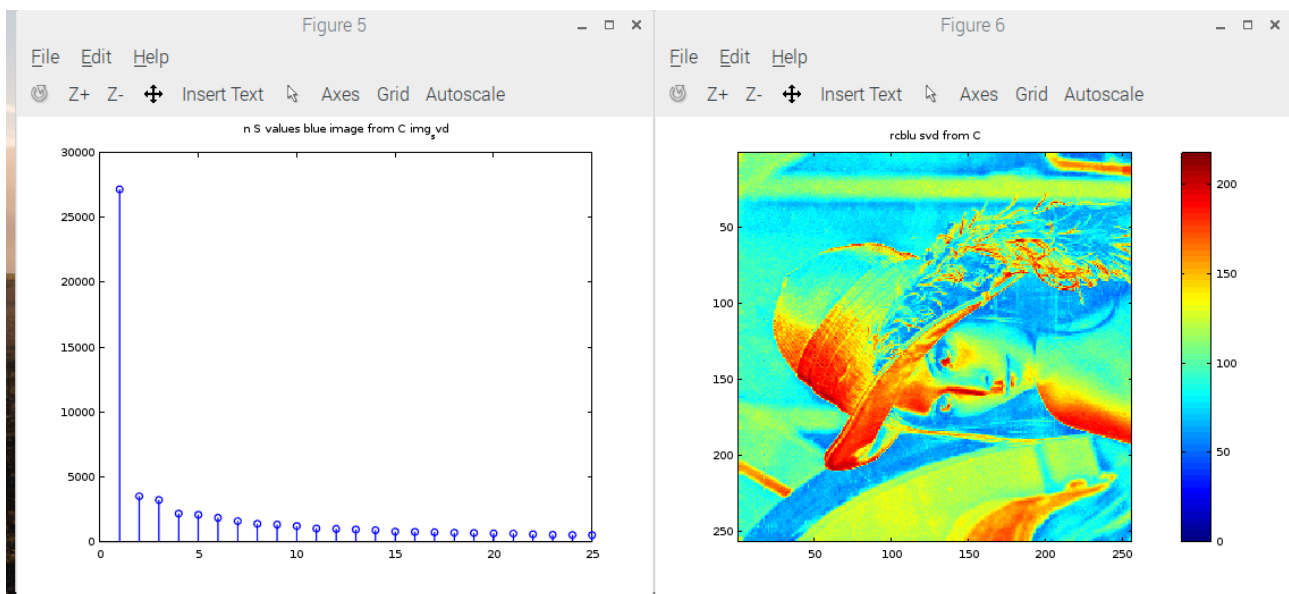 Figure 5
File Edit Help
Z+ Z- Insert Text Axes Grid Autoscale
n S values blue image from C img_svd
30000
25000
20000
15000
10000
5000
0
0 5 10 15 20 25
Figure 6
File Edit Help
Z+ Z- Insert Text Axes Grid Autoscale
rcblu svd from C
50
100
150
200
250
50 100 150 200 250
200
150
100
50
0